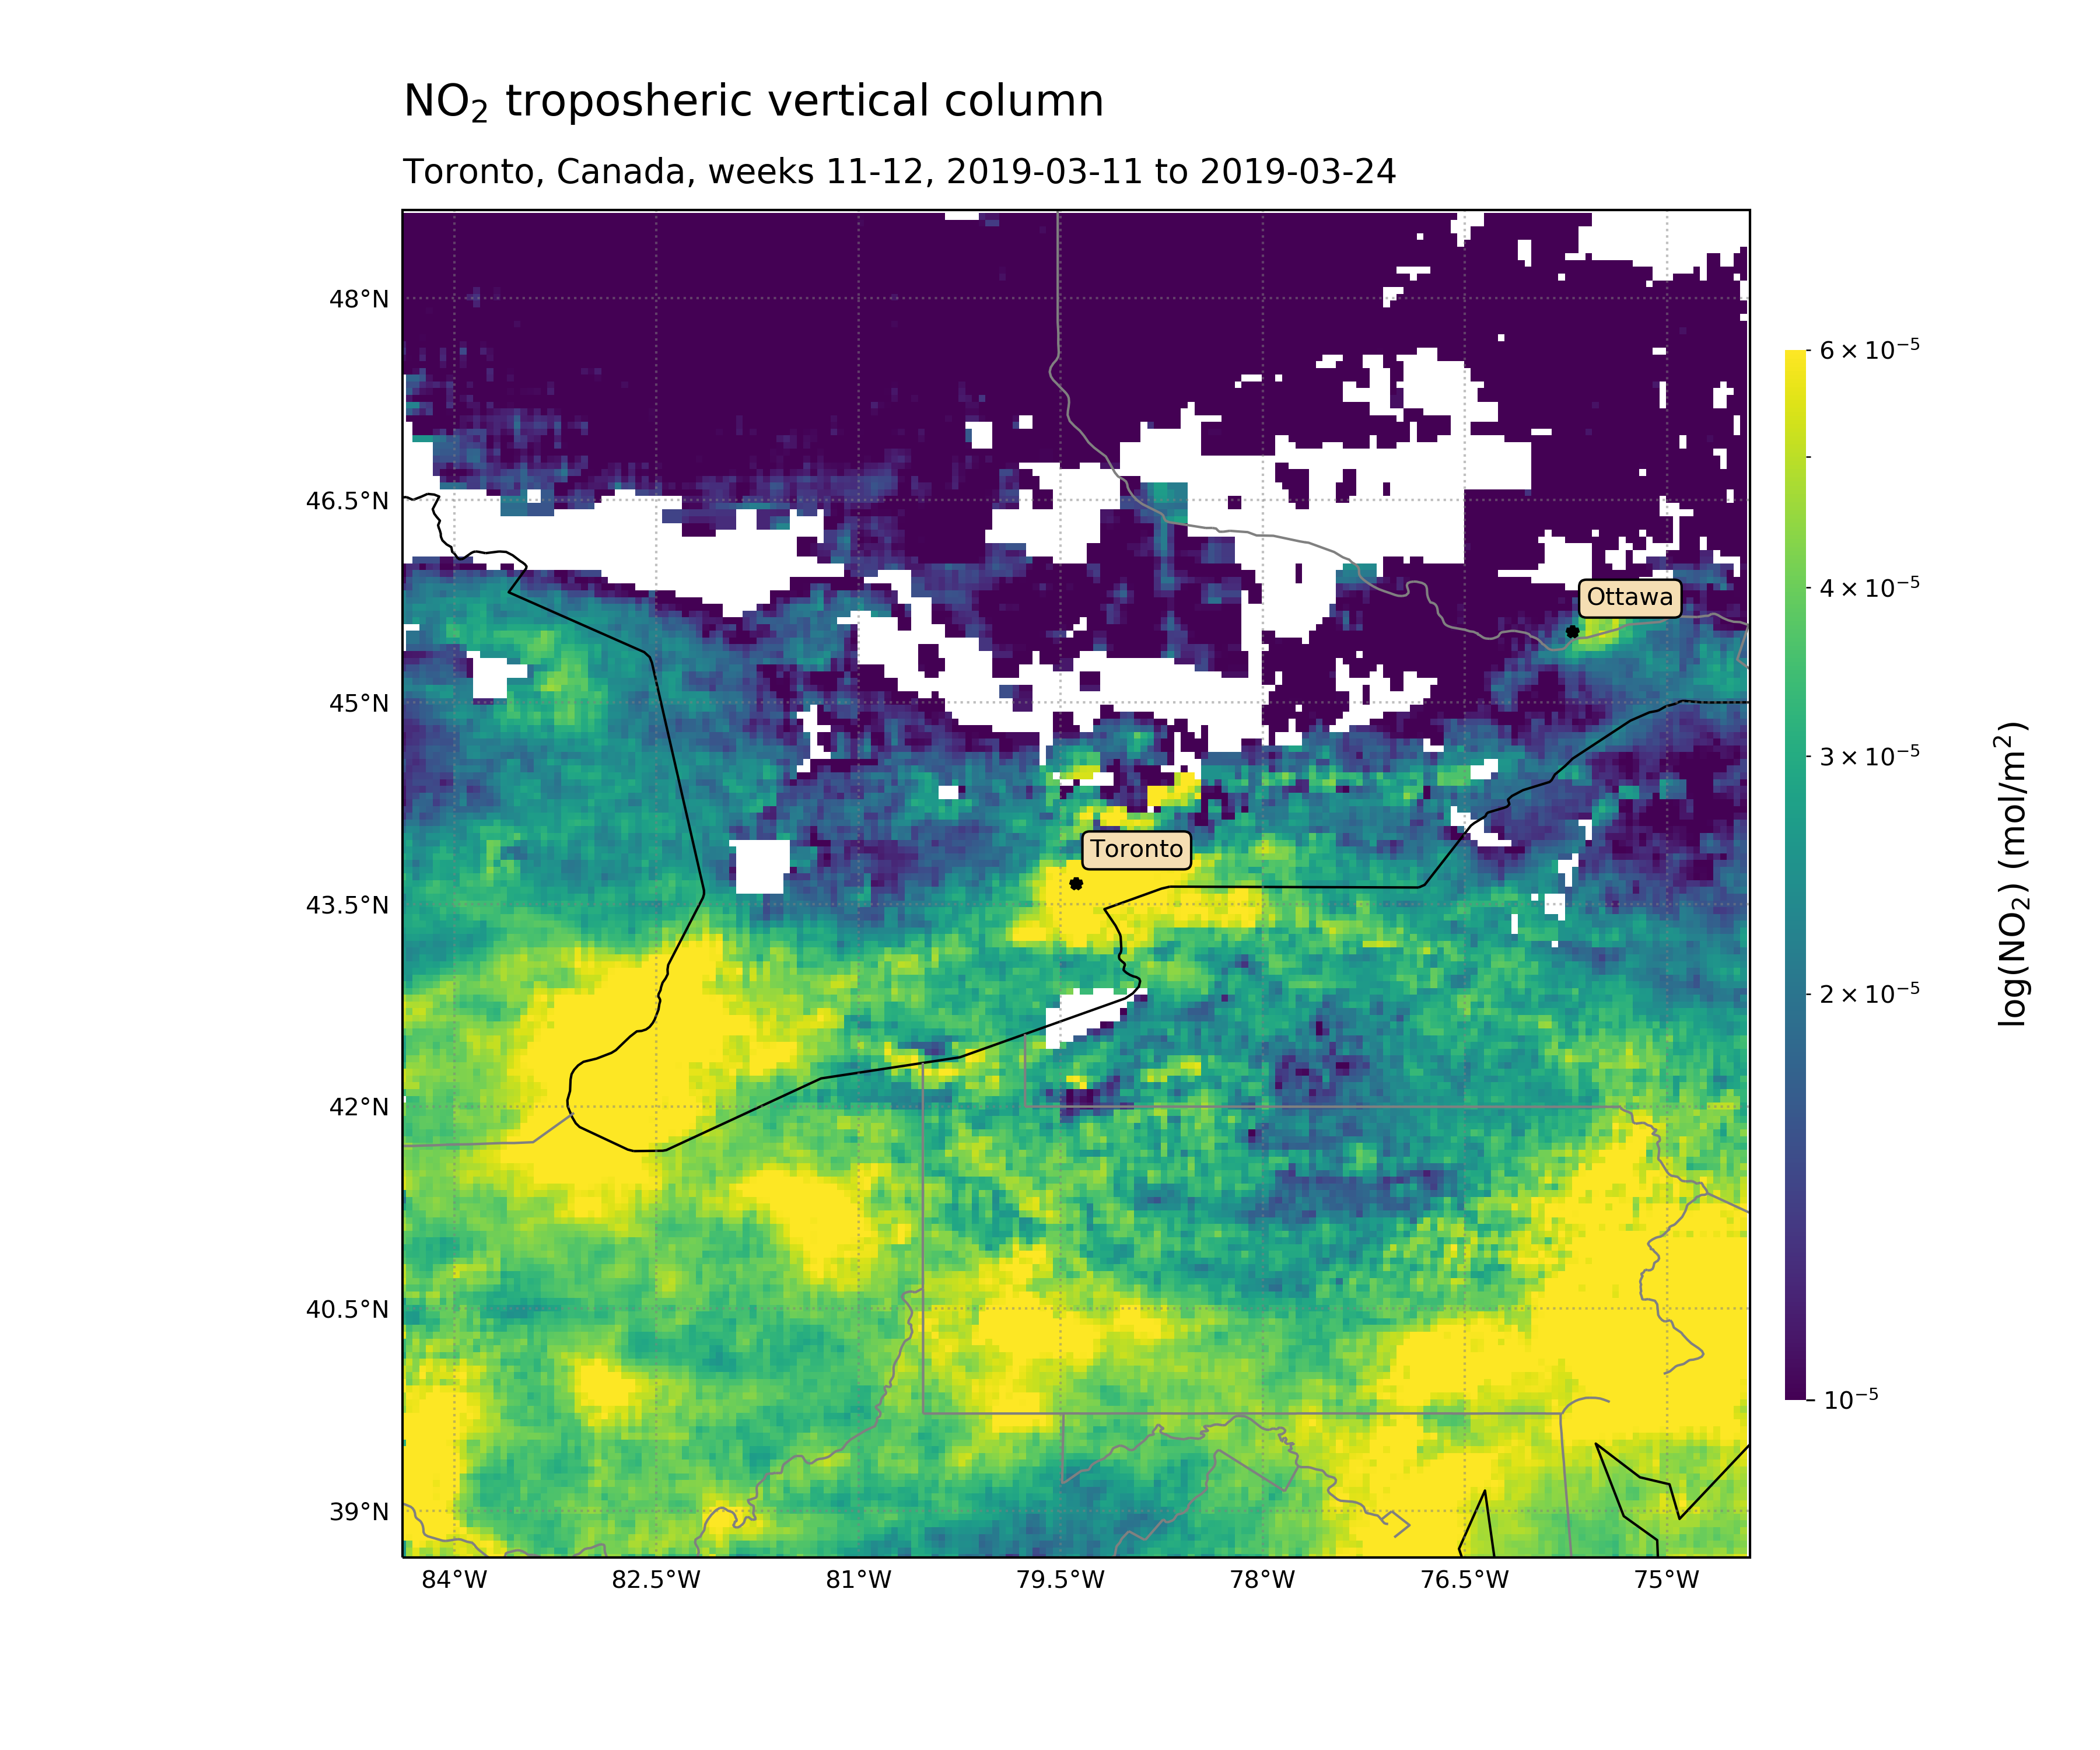 NO₂ troposheric vertical column
Toronto, Canada, weeks 11-12, 2019-03-11 to 2019-03-24
48°N
46.5°N
45°N
43.5°N
42°N
40.5°N
39°N
84°W
82.5°W
81°W
79.5°W
78°W
76.5°W
75°W
Ottawa
Toronto
6 × 10⁻⁵
4 × 10⁻⁵
3 × 10⁻⁵
2 × 10⁻⁵
10⁻⁵
log(NO₂) (mol/m²)